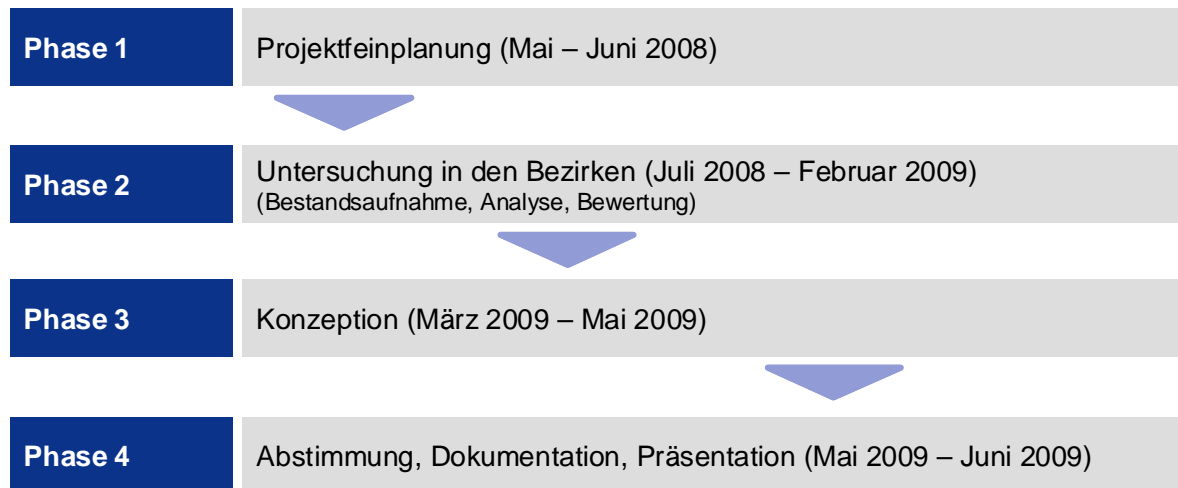 Phase 1
Projektfeinplanung (Mai – Juni 2008)
Phase 2
Untersuchung in den Bezirken (Juli 2008 – Februar 2009)
(Bestandsaufnahme, Analyse, Bewertung)
Phase 3
Konzeption (März 2009 – Mai 2009)
Phase 4
Abstimmung, Dokumentation, Präsentation (Mai 2009 – Juni 2009)